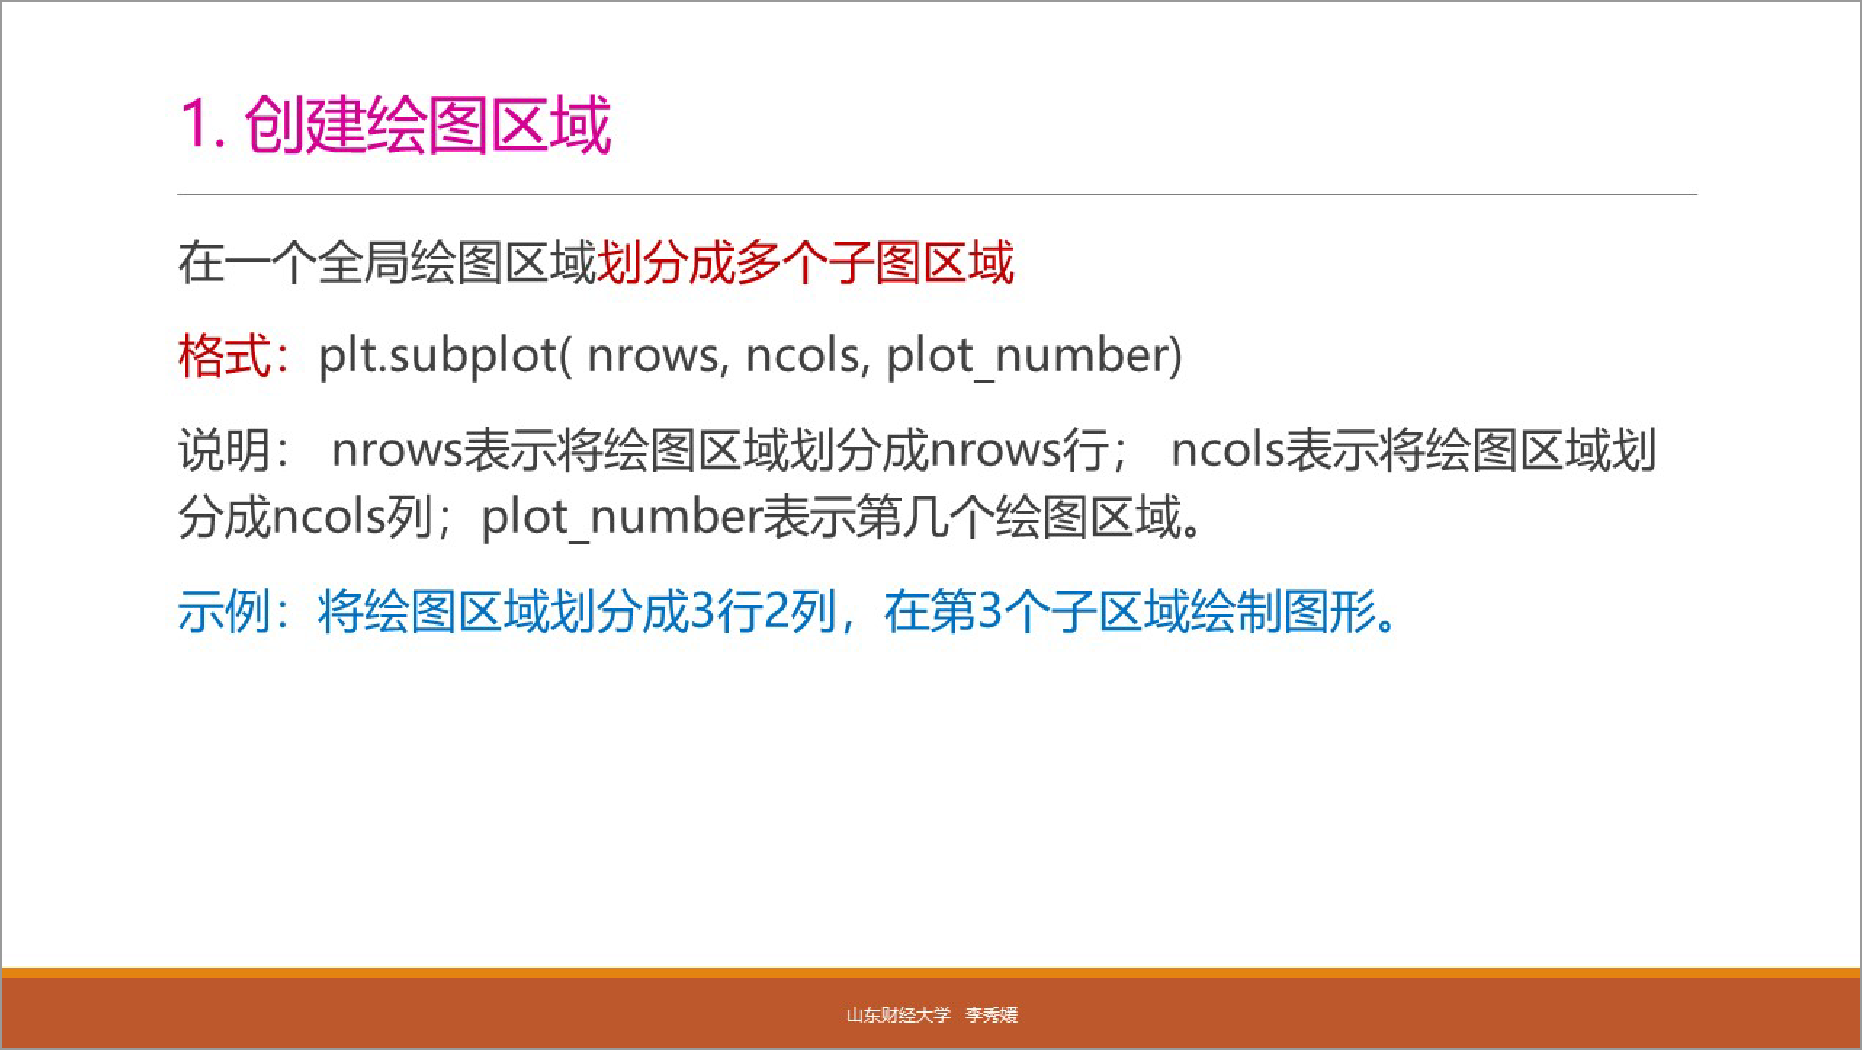 1. 创建绘图区域
在一个全局绘图区域划分成多个子图区域
格式：plt.subplot( nrows, ncols, plot_number)
说明： nrows表示将绘图区域划分成nrows行； ncols表示将绘图区域划
分成ncols列；plot_number表示第几个绘图区域。
示例：将绘图区域划分成3行2列，在第3个子区域绘制图形。
山东财经大学 李秀媛